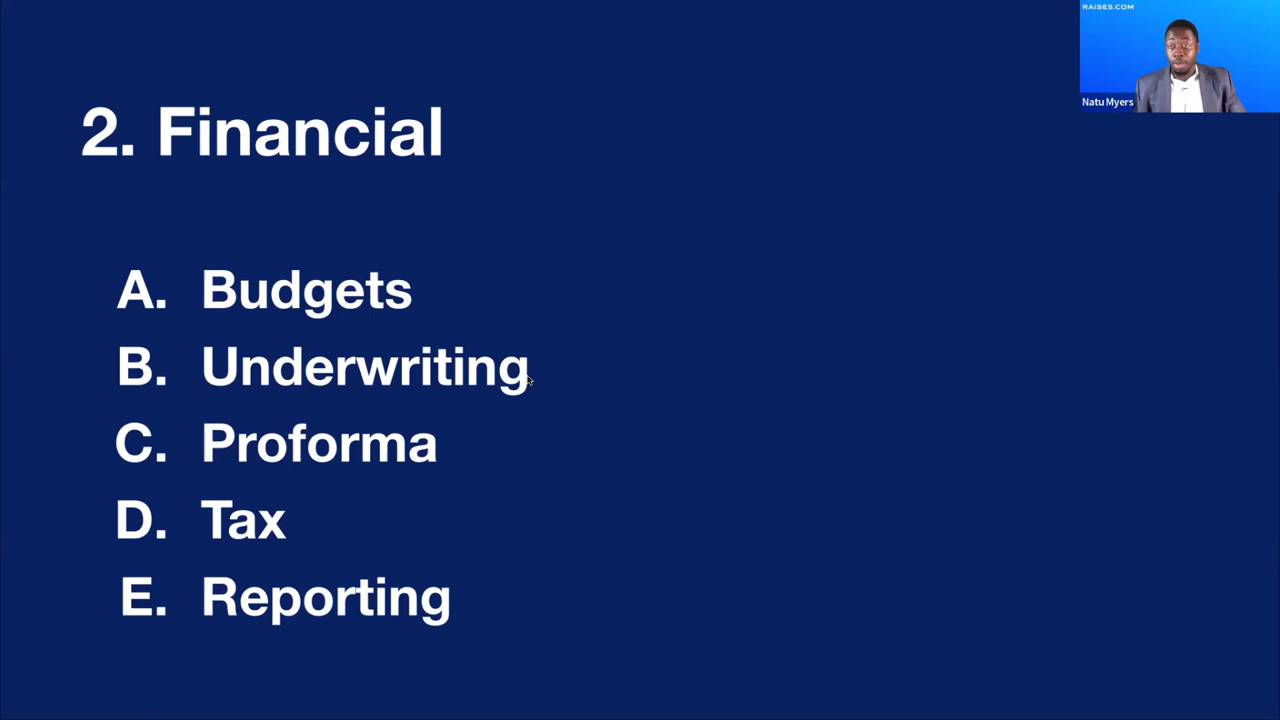 RAISES.COM
Natu Myers
2. Financial
A. Budgets
B. Underwriting
C. Proforma
D. Tax
E. Reporting